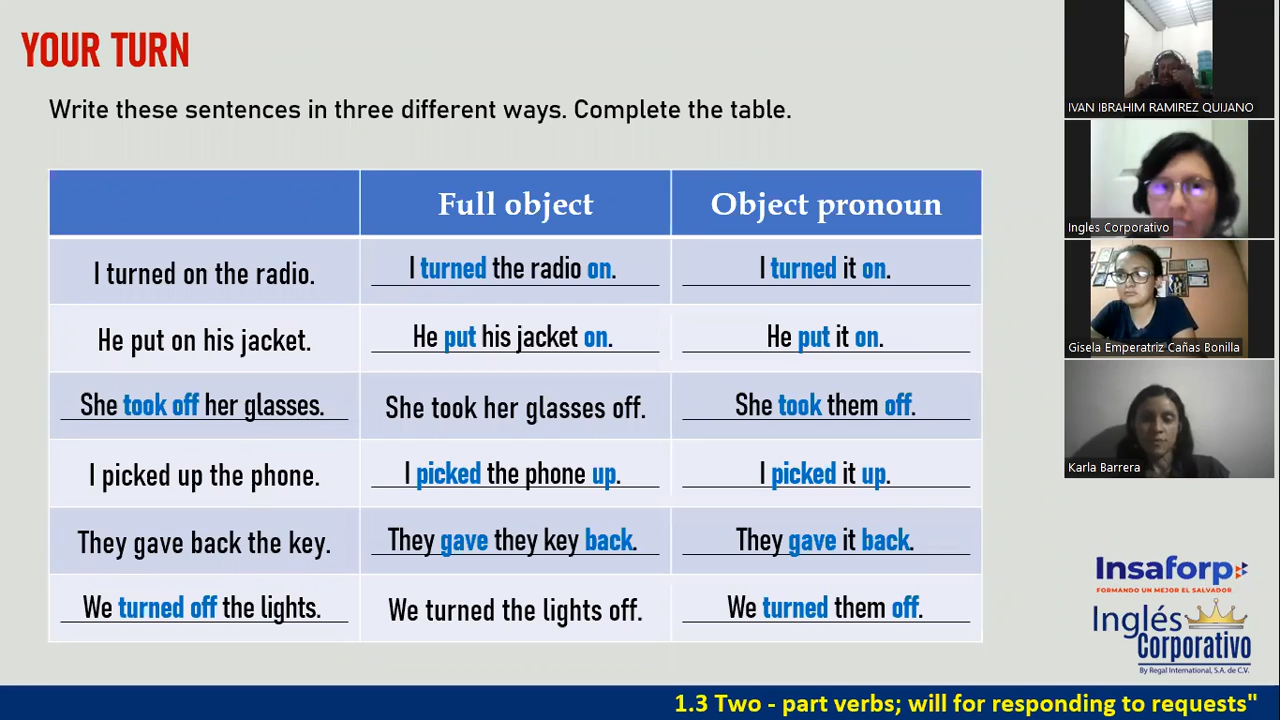 YOUR TURN
Write these sentences in three different ways. Complete the table.
Full object
Object pronoun
I turned on the radio.
I turned the radio on.
I turned it on.
He put on his jacket.
He put his jacket on.
He put it on.
She took off her glasses.
She took her glasses off.
She took them off.
I picked up the phone.
I picked the phone up.
I picked it up.
They gave back the key.
They gave they key back.
They gave it back.
We turned off the lights.
We turned the lights off.
We turned them off.
IVAN IBRAHIM RAMIREZ QUIJANO
Ingles Corporativo
Gisela Emperatriz Cañas Bonilla
Karla Barrera
Insaforp
FORMANDO UN MEJOR EL SALVADOR
Inglés
Corporativo
By Regal International, S.A. de C.V.
1.3 Two - part verbs; will for responding to requests"